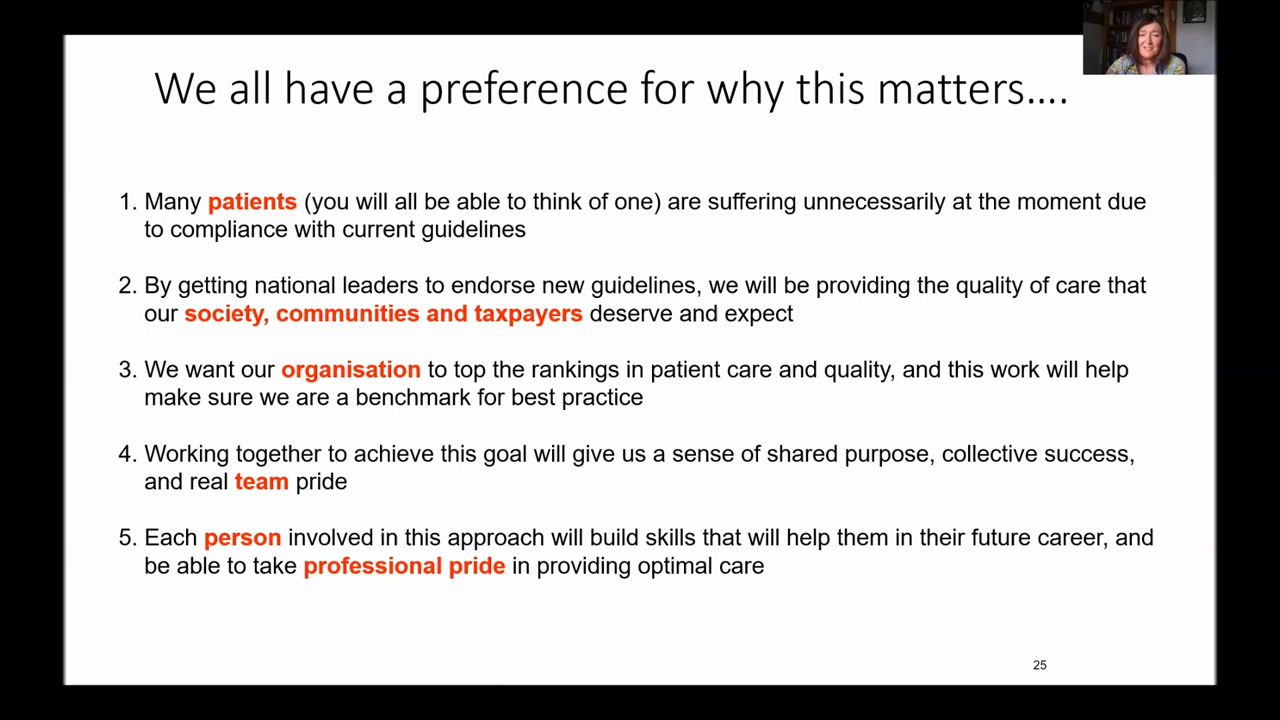 We all have a preference for why this matters....
1. Many patients (you will all be able to think of one) are suffering unnecessarily at the moment due
to compliance with current guidelines
2. By getting national leaders to endorse new guidelines, we will be providing the quality of care that
our society, communities and taxpayers deserve and expect
3. We want our organisation to top the rankings in patient care and quality, and this work will help
make sure we are a benchmark for best practice
4. Working together to achieve this goal will give us a sense of shared purpose, collective success,
and real team pride
5. Each person involved in this approach will build skills that will help them in their future career, and
be able to take professional pride in providing optimal care
25